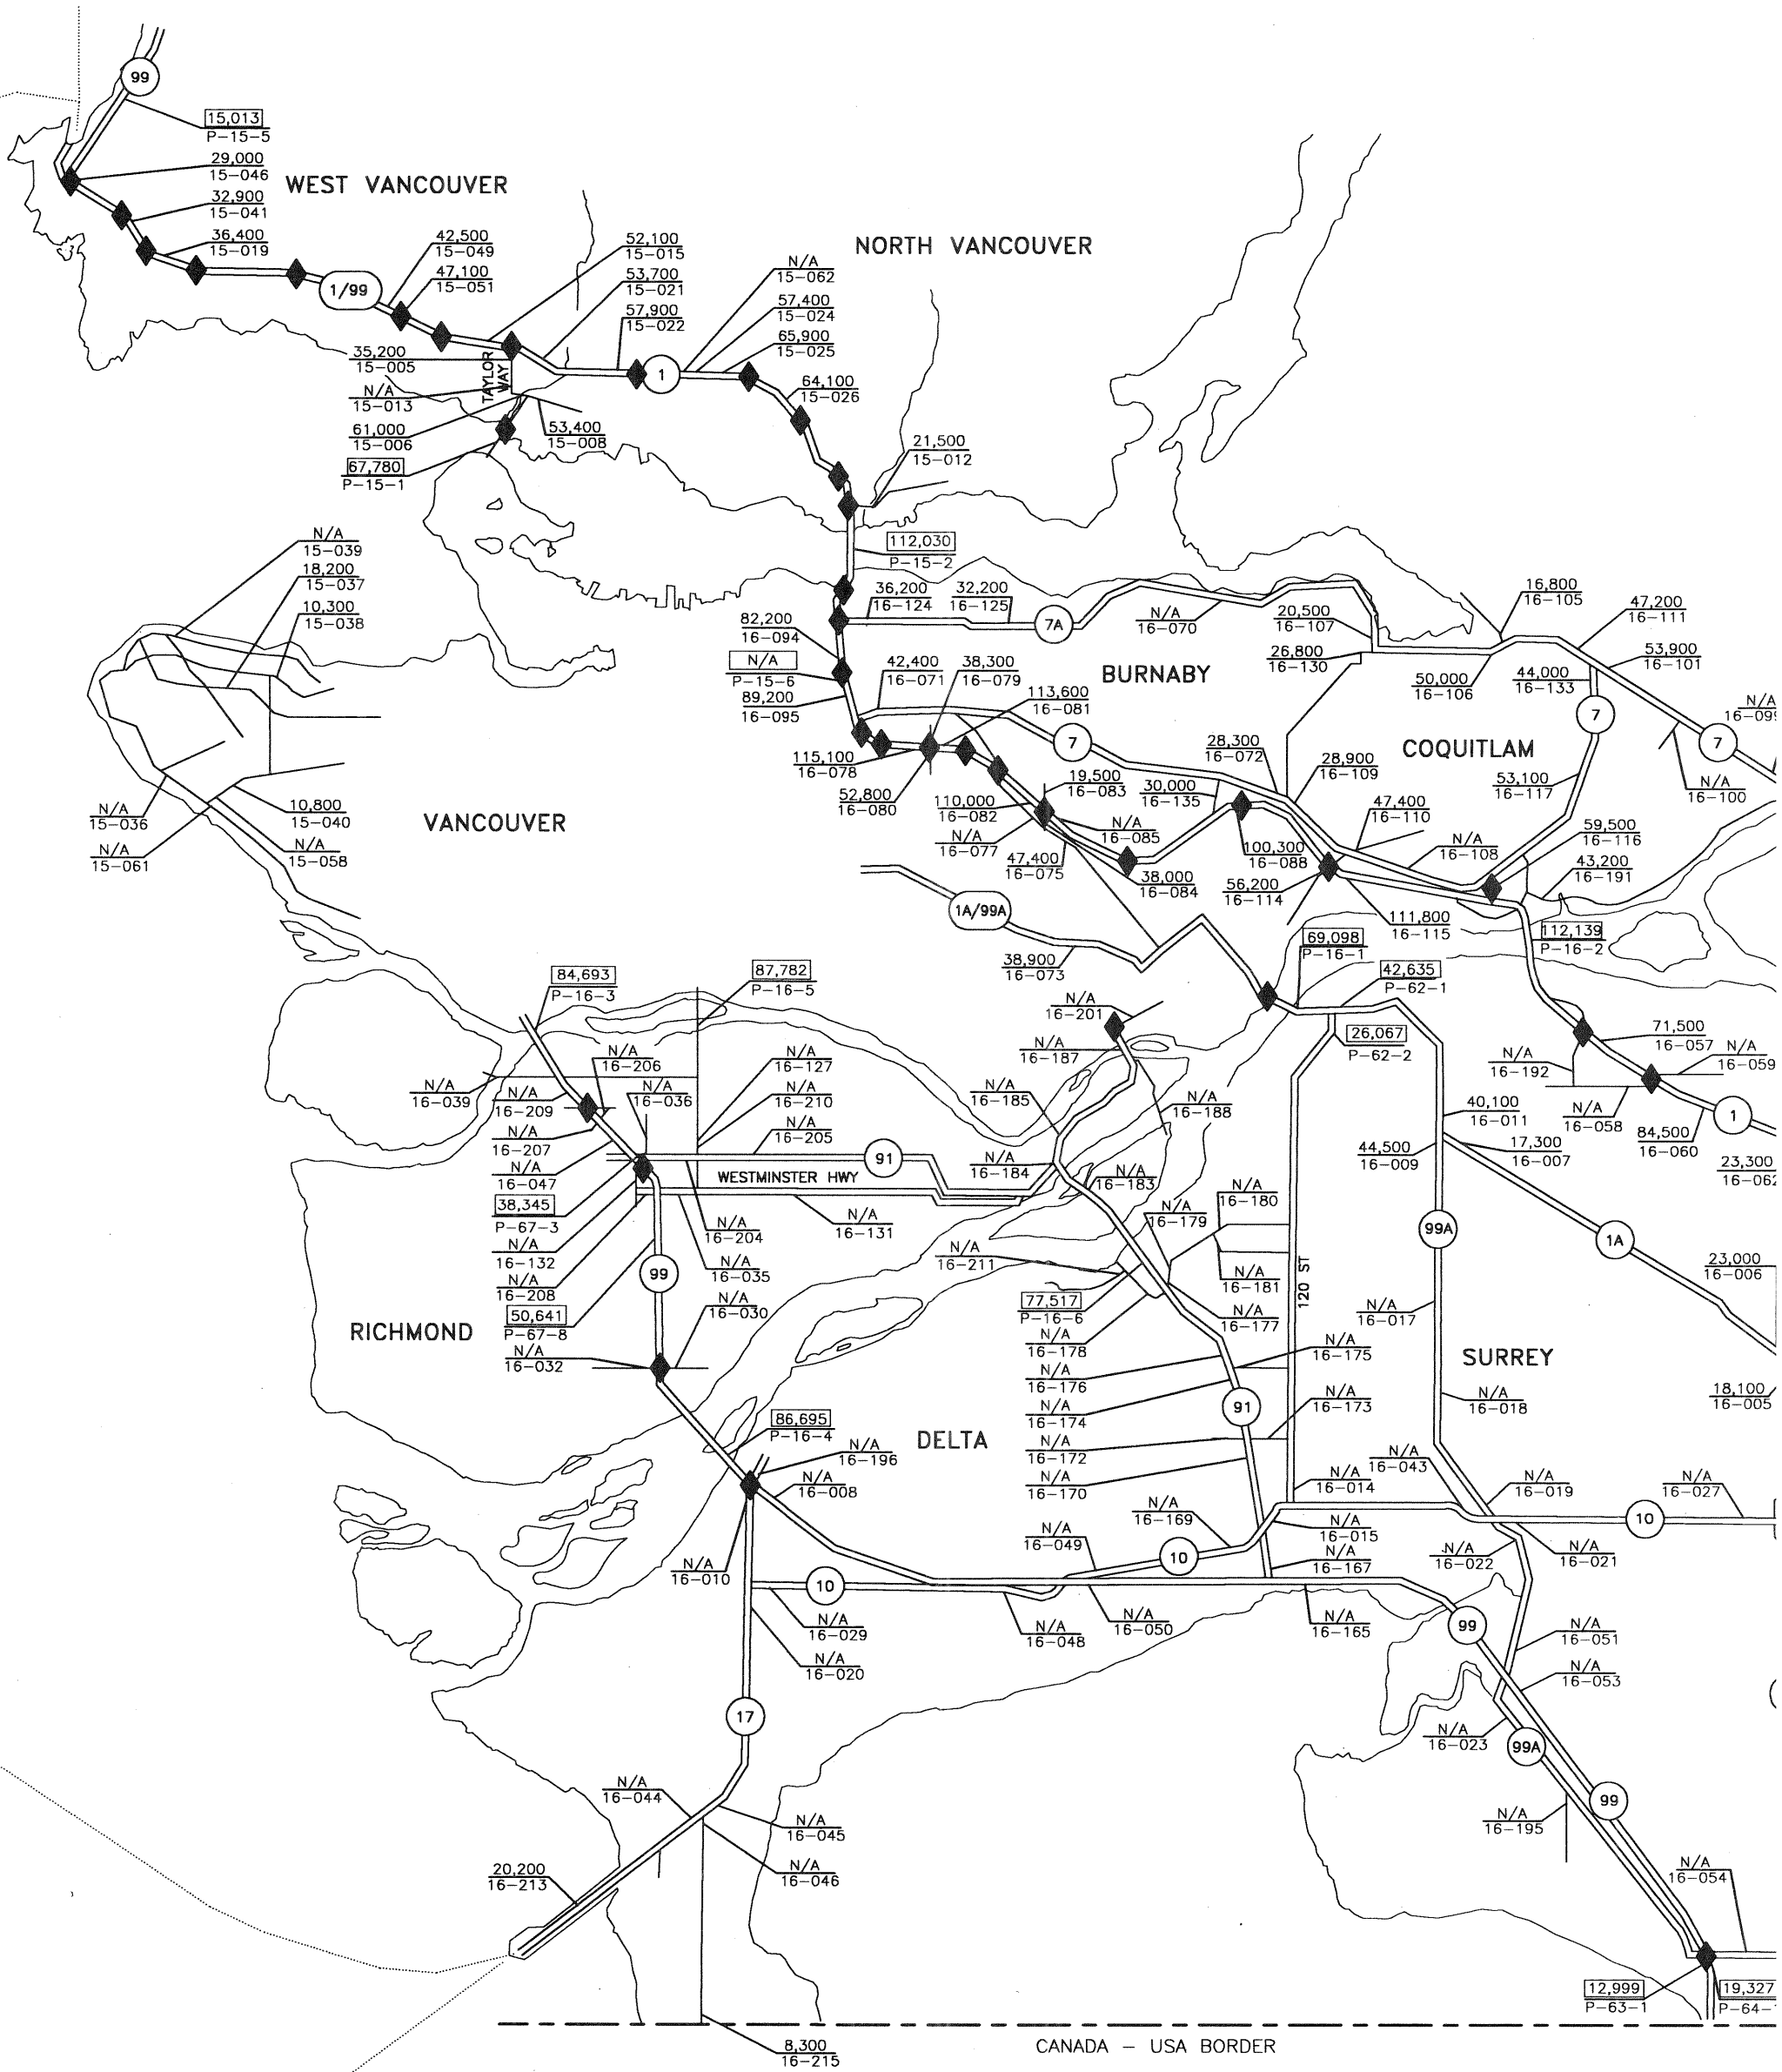 99
15,013
P-15-5
29,000
15-046
WEST VANCOUVER
32,900
15-041
36,400
15-019
42,500
15-049
47,100
15-051
1/99
52,100
15-015
53,700
15-021
57,900
15-022
NORTH VANCOUVER
N/A
15-062
57,400
15-024
65,900
15-025
1
64,100
15-026
35,200
15-005
TAYLOR
WAY
N/A
15-013
61,000
15-006
53,400
15-008
67,780
P-15-1
21,500
15-012
112,030
P-15-2
N/A
15-039
18,200
15-037
10,300
15-038
36,200
16-124
32,200
16-125
7A
N/A
16-070
20,500
16-107
16,800
16-105
47,200
16-111
82,200
16-094
N/A
P-15-6
89,200
16-095
42,400
16-071
38,300
16-079
113,600
16-081
BURNABY
26,800
16-130
50,000
16-106
44,000
16-133
53,900
16-101
N/A
16-099
7
7
7
COQUITLAM
115,100
16-078
52,800
16-080
19,500
16-083
110,000
16-082
30,000
16-135
28,300
16-072
28,900
16-109
47,400
16-110
53,100
16-117
N/A
16-100
N/A
15-036
10,800
15-040
N/A
15-061
N/A
15-058
VANCOUVER
N/A
16-077
N/A
16-085
47,400
16-075
38,000
16-084
100,300
16-088
56,200
16-114
N/A
16-108
59,500
16-116
43,200
16-191
1A/99A
38,900
16-073
111,800
16-115
112,139
P-16-2
69,098
P-16-1
42,635
P-62-1
26,067
P-62-2
84,693
P-16-3
87,782
P-16-5
N/A
16-201
N/A
16-187
N/A
16-206
N/A
16-127
71,500
16-057
N/A
16-059
N/A
16-192
N/A
16-039
N/A
16-209
N/A
16-036
N/A
16-210
N/A
16-185
N/A
16-188
N/A
16-058
84,500
16-060
1
N/A
16-207
N/A
16-205
91
40,100
16-011
44,500
16-009
17,300
16-007
N/A
16-047
WESTMINSTER HWY
N/A
16-184
N/A
16-183
23,300
16-062
38,345
P-67-3
N/A
16-204
N/A
16-131
N/A
16-179
N/A
16-180
99A
1A
N/A
16-132
N/A
16-208
99
N/A
16-035
N/A
16-211
N/A
16-181
120 ST
23,000
16-006
50,641
P-67-8
N/A
16-030
77,517
P-16-6
N/A
16-177
N/A
16-017
RICHMOND
N/A
16-032
N/A
16-178
N/A
16-175
SURREY
N/A
16-176
N/A
16-174
91
N/A
16-173
N/A
16-018
18,100
16-005
86,695
P-16-4
DELTA
N/A
16-172
N/A
16-196
N/A
16-008
N/A
16-170
N/A
16-014
N/A
16-043
N/A
16-019
N/A
16-027
N/A
16-169
N/A
16-015
10
N/A
16-049
10
N/A
16-167
N/A
16-022
N/A
16-021
N/A
16-010
10
N/A
16-029
N/A
16-048
N/A
16-050
N/A
16-165
99
N/A
16-051
N/A
16-020
N/A
16-053
17
N/A
16-023
99A
99
N/A
16-044
N/A
16-045
N/A
16-195
N/A
16-046
20,200
16-213
N/A
16-054
12,999
P-63-1
19,327
8,300
16-215
CANADA – USA BORDER